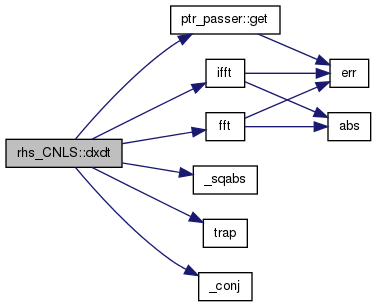 ptr_passer::get
ifft
err
fft
abs
rhs_CNLS::dxdt
_sqabs
trap
_conj